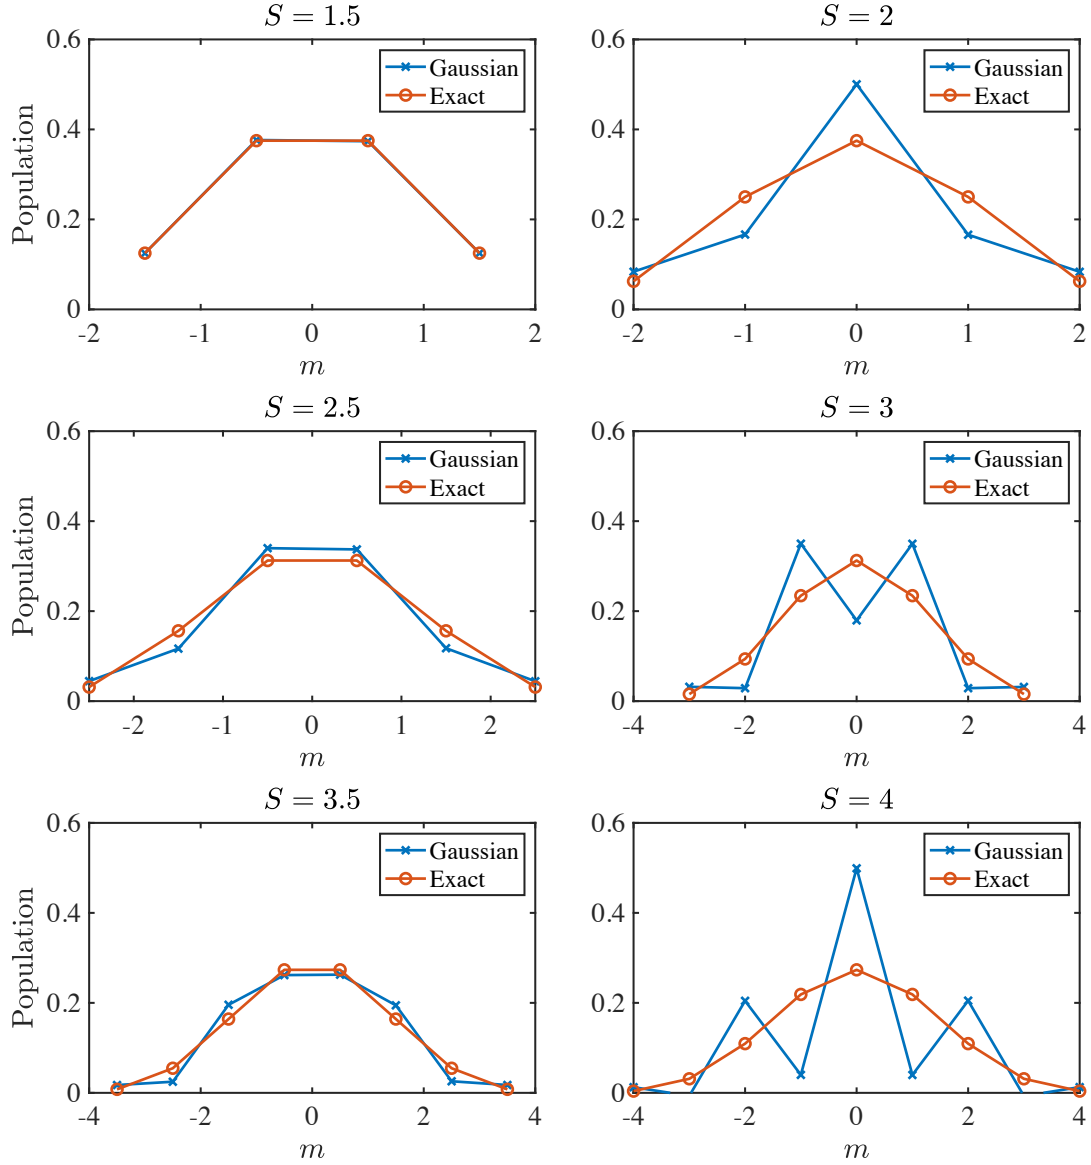 S = 1.5
0.6
0.4
0.2
0
Population
Gaussian
Exact
-2 -1 0 1 2
m
S = 2
0.6
0.4
0.2
0
Gaussian
Exact
-2 -1 0 1 2
m
S = 2.5
0.6
0.4
0.2
0
Population
Gaussian
Exact
-2 -1 0 1 2
m
S = 3
0.6
0.4
0.2
0
Gaussian
Exact
-4 -2 0 2 4
m
S = 3.5
0.6
0.4
0.2
0
Population
Gaussian
Exact
-4 -2 0 2 4
m
S = 4
0.6
0.4
0.2
0
Gaussian
Exact
-4 -2 0 2 4
m